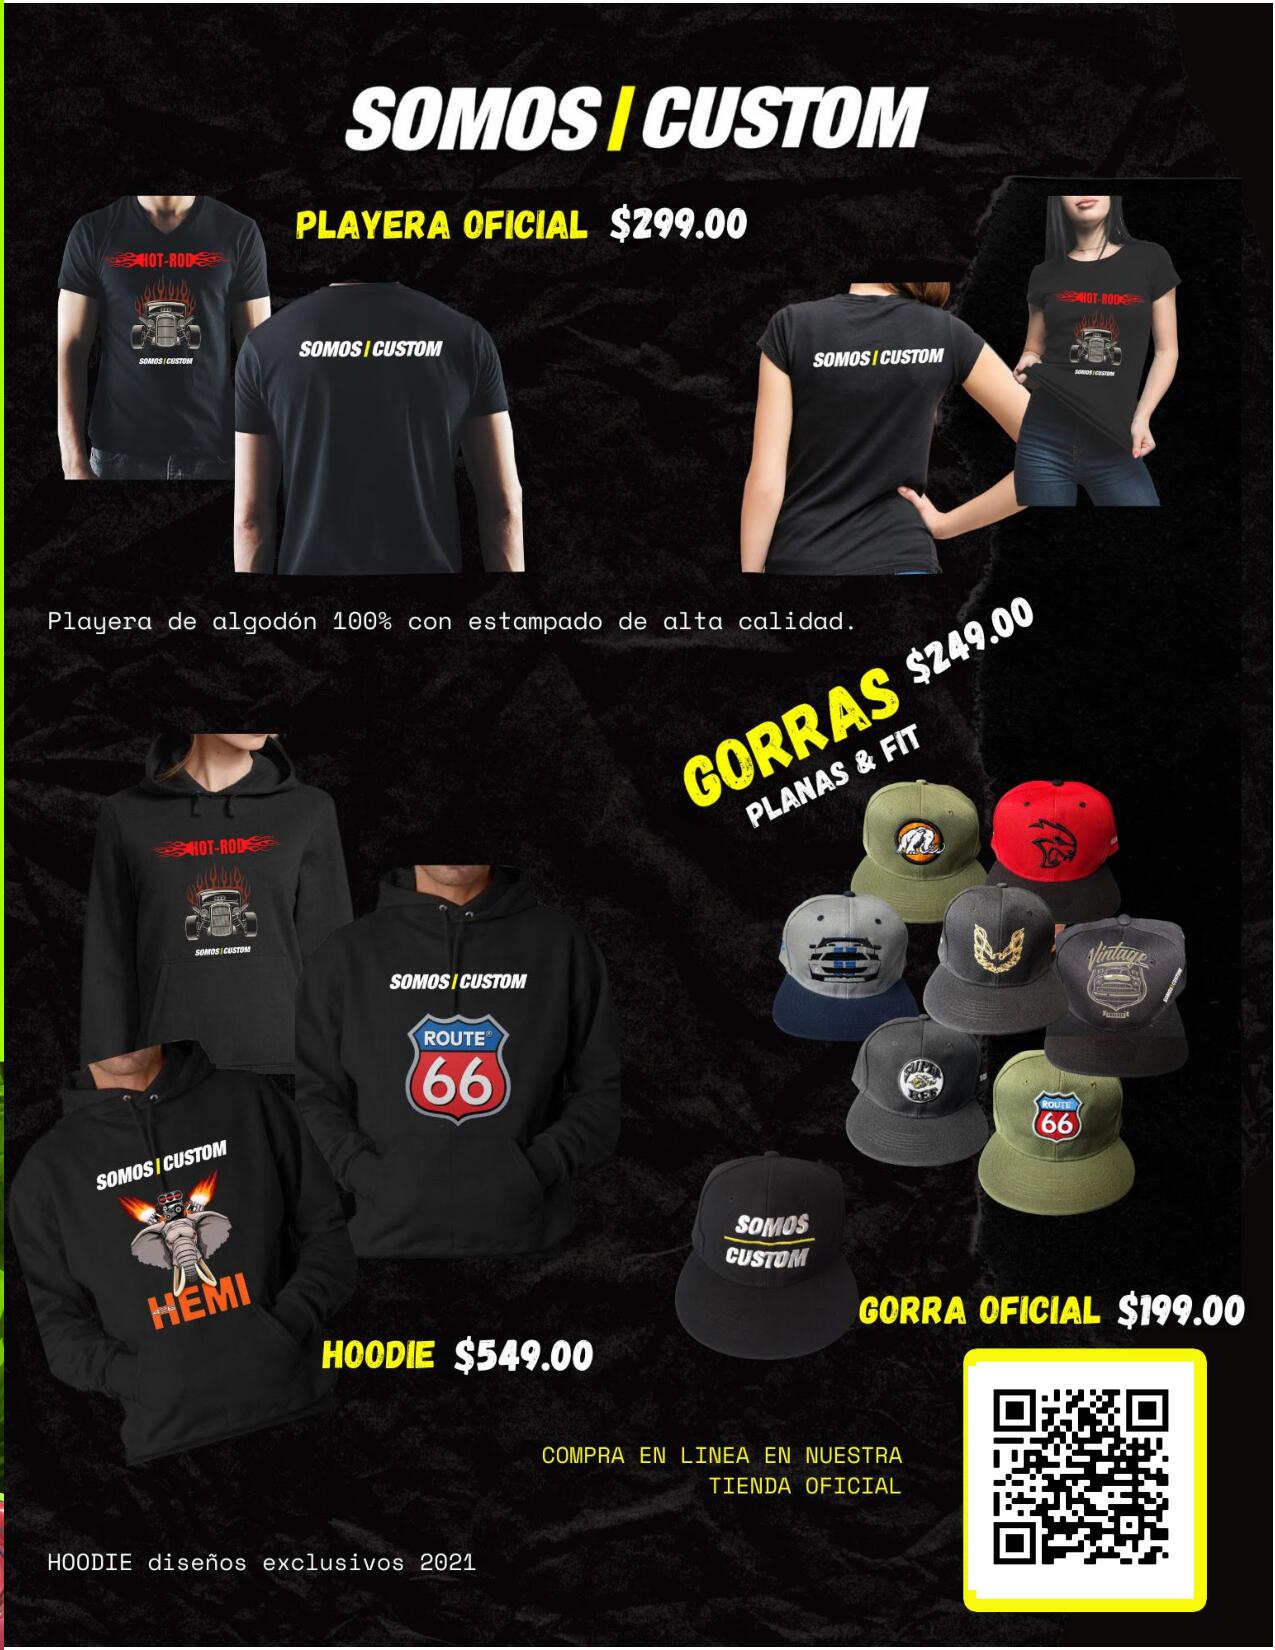 SOMOS/CUSTOM
PLAYERA OFICIAL $299.00
HOT-ROD
SOMOS/CUSTOM
SOMOS/CUSTOM
SOMOS/CUSTOM
HOT-ROD
SOMOS/CUSTOM
Playera de algodón 100% con estampado de alta calidad.
GORRAS $249.00
PLANAS & FIT
HOT-ROD
SOMOS/CUSTOM
SOMOS/CUSTOM
ROUTE
66
SOMOS/CUSTOM
HEMI
Vintage
SOMOS/CUSTOM
ROUTE
66
SOMOS
CUSTOM
GORRA OFICIAL $199.00
HOODIE $549.00
COMPRA EN LINEA EN NUESTRA
TIENDA OFICIAL
HOODIE diseños exclusivos 2021